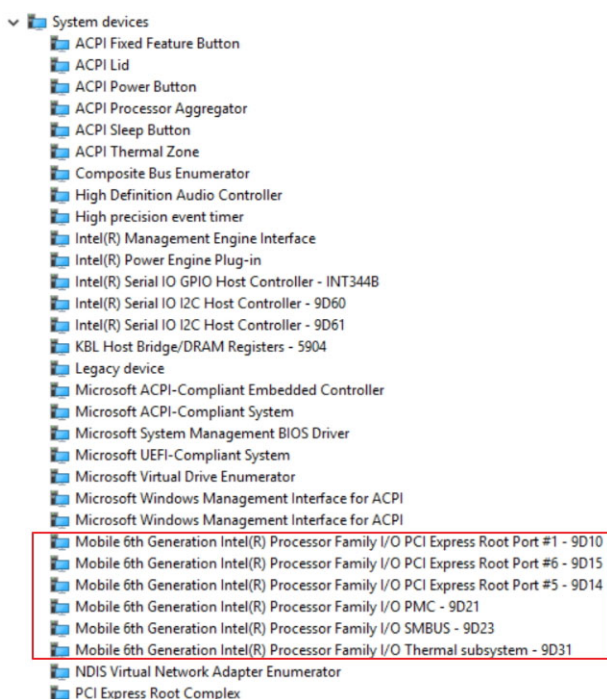 System devices
ACPI Fixed Feature Button
ACPI Lid
ACPI Power Button
ACPI Processor Aggregator
ACPI Sleep Button
ACPI Thermal Zone
Composite Bus Enumerator
High Definition Audio Controller
High precision event timer
Intel(R) Management Engine Interface
Intel(R) Power Engine Plug-in
Intel(R) Serial IO GPIO Host Controller - INT344B
Intel(R) Serial IO I2C Host Controller - 9D60
Intel(R) Serial IO I2C Host Controller - 9D61
KBL Host Bridge/DRAM Registers - 5904
Legacy device
Microsoft ACPI-Compliant Embedded Controller
Microsoft ACPI-Compliant System
Microsoft System Management BIOS Driver
Microsoft UEFI-Compliant System
Microsoft Virtual Drive Enumerator
Microsoft Windows Management Interface for ACPI
Microsoft Windows Management Interface for ACPI
Mobile 6th Generation Intel(R) Processor Family I/O PCI Express Root Port #1 - 9D10
Mobile 6th Generation Intel(R) Processor Family I/O PCI Express Root Port #6 - 9D15
Mobile 6th Generation Intel(R) Processor Family I/O PCI Express Root Port #5 - 9D14
Mobile 6th Generation Intel(R) Processor Family I/O PMC - 9D21
Mobile 6th Generation Intel(R) Processor Family I/O SMBUS - 9D23
Mobile 6th Generation Intel(R) Processor Family I/O Thermal subsystem - 9D31
NDIS Virtual Network Adapter Enumerator
PCI Express Root Complex